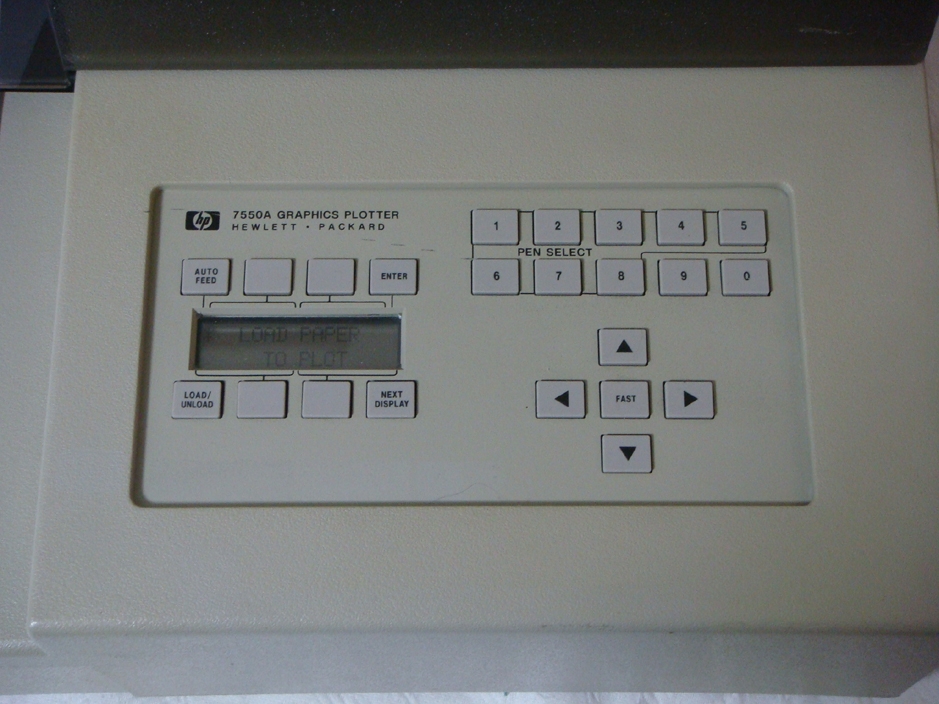 hp
7550A GRAPHICS PLOTTER
HEWLETT • PACKARD
AUTO
FEED
ENTER
LOAD PAPER
TO PLOT
LOAD/
UNLOAD
NEXT
DISPLAY
1 2 3 4 5
PEN SELECT
6 7 8 9 0
▲
◀ FAST ▶
▼